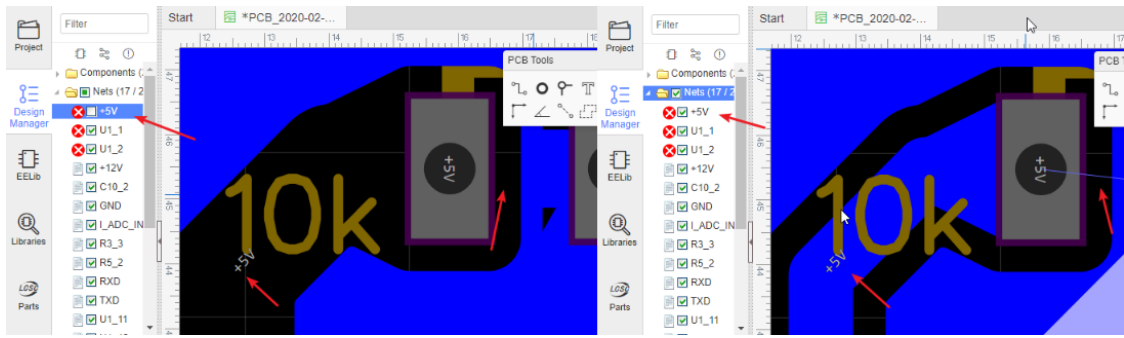 Start
*PCB_2020-02-...
Filter
Project
Design
Manager
EELib
Libraries
LCSC
Parts
Components (
Nets (17 / 2
+5V
U1_1
U1_2
+12V
C10_2
GND
I_ADC_IN
R3_3
R5_2
RXD
TXD
U1_11
12
13
14
15
16
17
18
47
46
45
44
PCB Tools
T
10k
+5V
+5V
Start
*PCB_2020-02-...
Filter
Project
Design
Manager
EELib
Libraries
LCSC
Parts
Components (
Nets (17 / 2
+5V
U1_1
U1_2
+12V
C10_2
GND
I_ADC_IN
R3_3
R5_2
RXD
TXD
U1_11
12
13
14
15
16
17
47
46
45
44
PCB T
10k
+5V
+5V